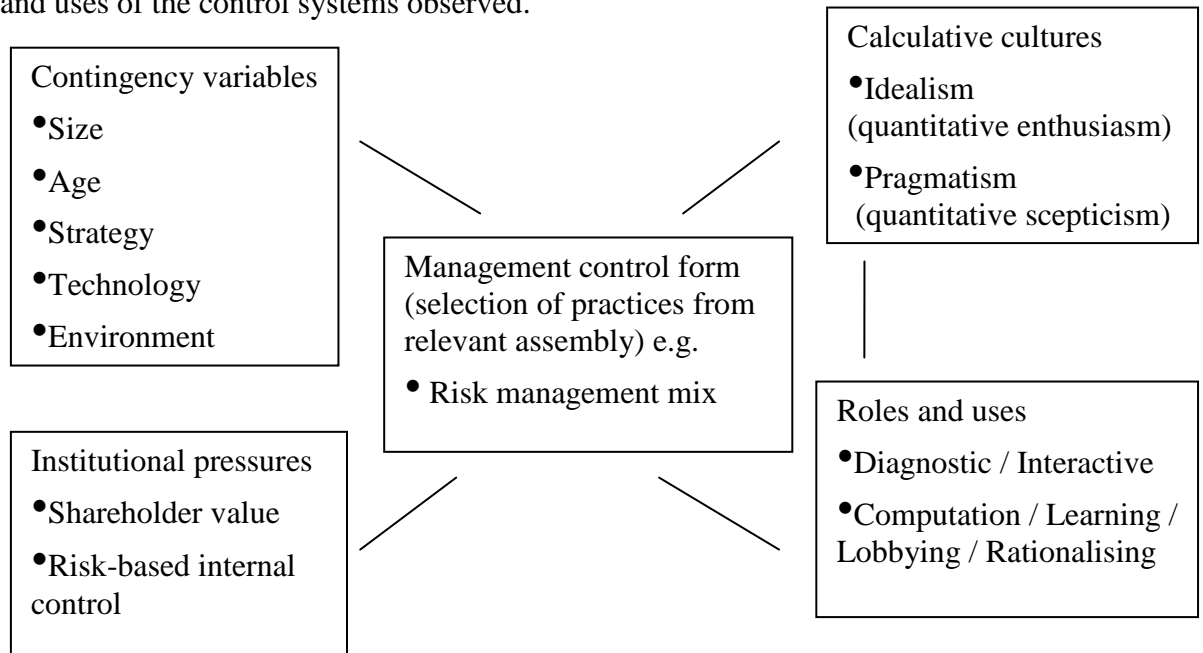 and uses of the control systems observed.
Contingency variables
•Size
•Age
•Strategy
•Technology
•Environment
Calculative cultures
•Idealism
(quantitative enthusiasm)
•Pragmatism
(quantitative scepticism)
Management control form
(selection of practices from
relevant assembly) e.g.
• Risk management mix
Institutional pressures
•Shareholder value
•Risk-based internal
control
Roles and uses
•Diagnostic / Interactive
•Computation / Learning /
Lobbying / Rationalising